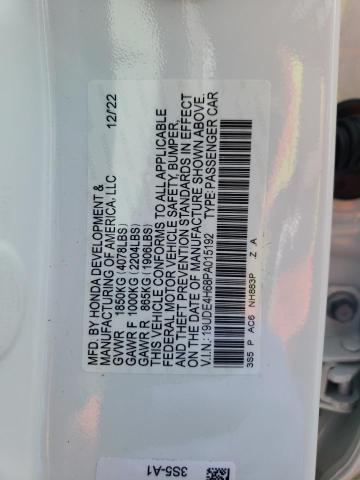 MFD. BY HONDA DEVELOPMENT &
MANUFACTURING OF AMERICA, LLC 12/22
GVWR 1850KG (4078LBS)
GAWR F 1000KG (2204LBS)
GAWR R 865KG (1908LBS)
THIS VEHICLE CONFORMS TO ALL APPLICABLE
FEDERAL MOTOR VEHICLE SAFETY, BUMPER,
AND THEFT PREVENTION STANDARDS IN EFFECT
ON THE DATE OF MANUFACTURE SHOWN ABOVE.
V.I.N.: 19UDE4H68PA015192 TYPE:PASSENGER CAR
3S5 P AC6 NH883P Z A
3S5-A1